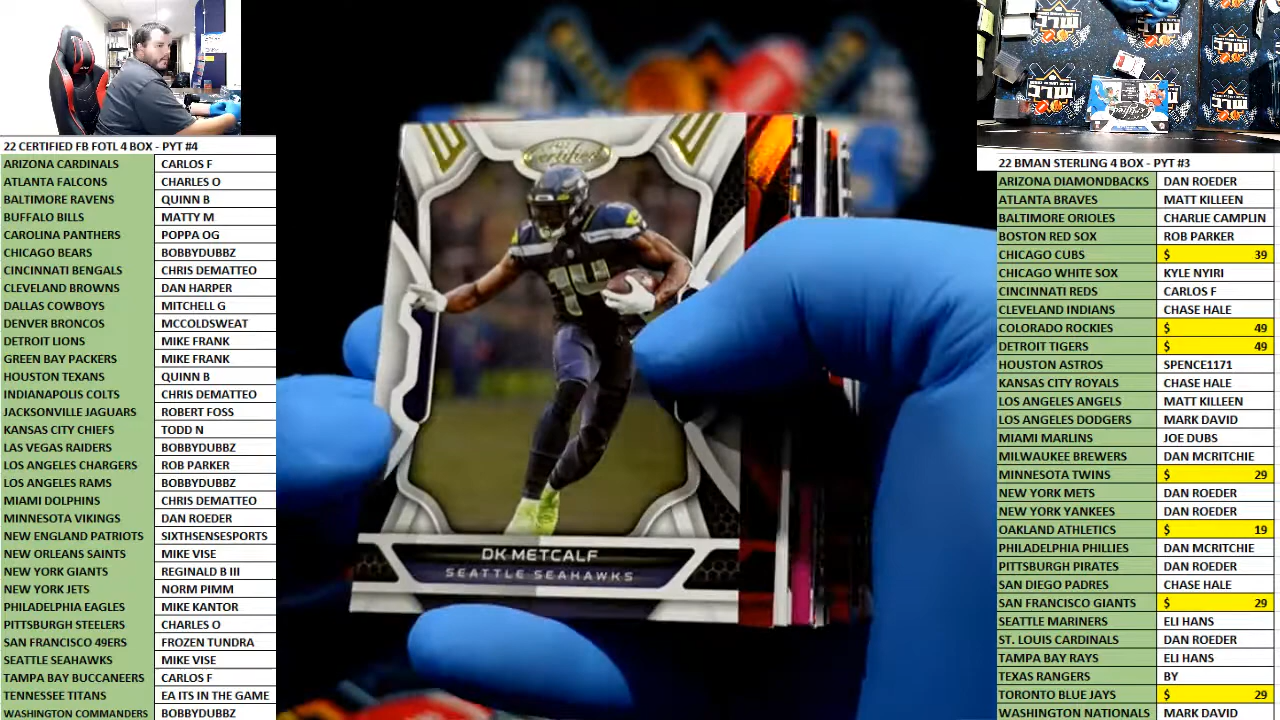 22 CERTIFIED FB FOTL 4 BOX - PYT #4
ARIZONA CARDINALS CARLOS F
ATLANTA FALCONS CHARLES O
BALTIMORE RAVENS QUINN B
BUFFALO BILLS MATTY M
CAROLINA PANTHERS POPPA OG
CHICAGO BEARS BOBBYDUBBZ
CINCINNATI BENGALS CHRIS DEMATTEO
CLEVELAND BROWNS DAN HARPER
DALLAS COWBOYS MITCHELL G
DENVER BRONCOS MCCOLDSWEAT
DETROIT LIONS MIKE FRANK
GREEN BAY PACKERS MIKE FRANK
HOUSTON TEXANS QUINN B
INDIANAPOLIS COLTS CHRIS DEMATTEO
JACKSONVILLE JAGUARS ROBERT FOSS
KANSAS CITY CHIEFS TODD N
LAS VEGAS RAIDERS BOBBYDUBBZ
LOS ANGELES CHARGERS ROB PARKER
LOS ANGELES RAMS BOBBYDUBBZ
MIAMI DOLPHINS CHRIS DEMATTEO
MINNESOTA VIKINGS DAN ROEDER
NEW ENGLAND PATRIOTS SIXTHSENSESPORTS
NEW ORLEANS SAINTS MIKE VISE
NEW YORK GIANTS REGINALD B III
NEW YORK JETS NORM PIMM
PHILADELPHIA EAGLES MIKE KANTOR
PITTSBURGH STEELERS CHARLES O
SAN FRANCISCO 49ERS FROZEN TUNDRA
SEATTLE SEAHAWKS MIKE VISE
TAMPA BAY BUCCANEERS CARLOS F
TENNESSEE TITANS EA ITS IN THE GAME
WASHINGTON COMMANDERS BOBBYDUBBZ
Certified
14
DK METCALF
SEATTLE SEAHAWKS
22 BMAN STERLING 4 BOX - PYT #3
ARIZONA DIAMONDBACKS DAN ROEDER
ATLANTA BRAVES MATT KILLEEN
BALTIMORE ORIOLES CHARLIE CAMPLIN
BOSTON RED SOX ROB PARKER
CHICAGO CUBS $ 39
CHICAGO WHITE SOX KYLE NYIRI
CINCINNATI REDS CARLOS F
CLEVELAND INDIANS CHASE HALE
COLORADO ROCKIES $ 49
DETROIT TIGERS $ 49
HOUSTON ASTROS SPENCE1171
KANSAS CITY ROYALS CHASE HALE
LOS ANGELES ANGELS MATT KILLEEN
LOS ANGELES DODGERS MARK DAVID
MIAMI MARLINS JOE DUBS
MILWAUKEE BREWERS DAN MCRITCHIE
MINNESOTA TWINS $ 29
NEW YORK METS DAN ROEDER
NEW YORK YANKEES DAN ROEDER
OAKLAND ATHLETICS $ 19
PHILADELPHIA PHILLIES DAN MCRITCHIE
PITTSBURGH PIRATES DAN ROEDER
SAN DIEGO PADRES CHASE HALE
SAN FRANCISCO GIANTS $ 29
SEATTLE MARINERS ELI HANS
ST. LOUIS CARDINALS DAN ROEDER
TAMPA BAY RAYS ELI HANS
TEXAS RANGERS BY
TORONTO BLUE JAYS $ 29
WASHINGTON NATIONALS MARK DAVID